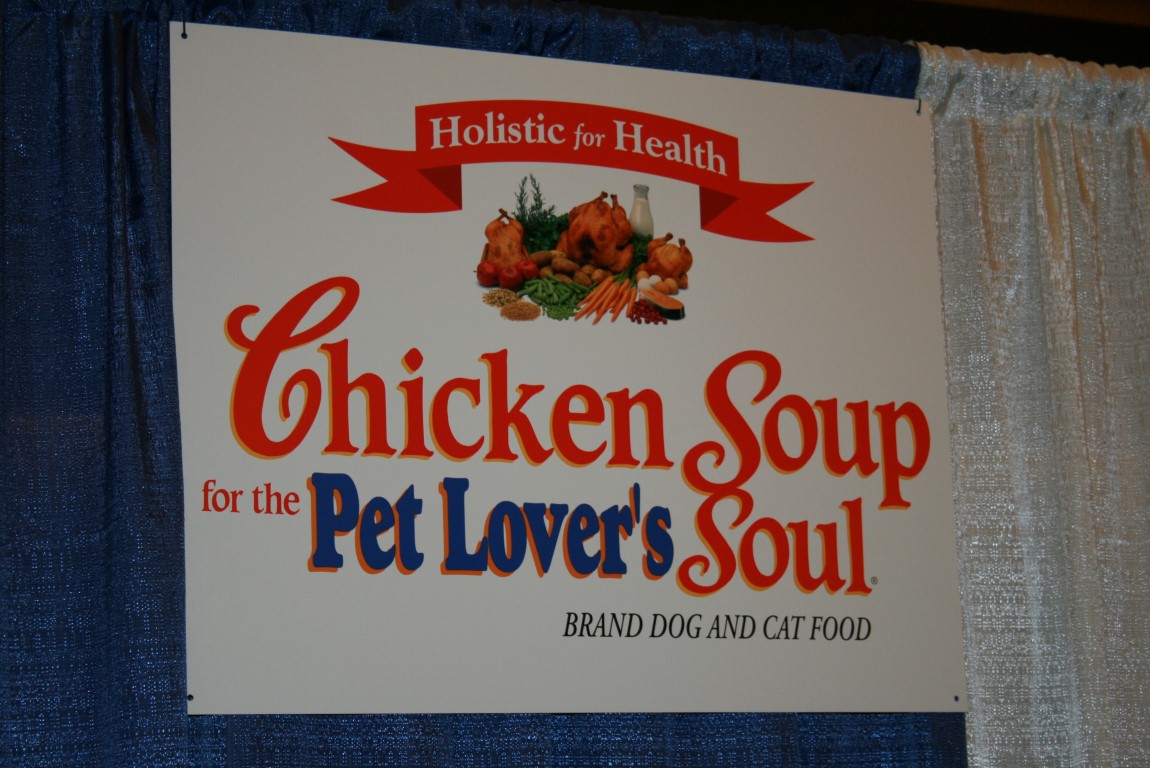 Holistic for Health
Chicken Soup
for the Pet Lover's Soul®
BRAND DOG AND CAT FOOD